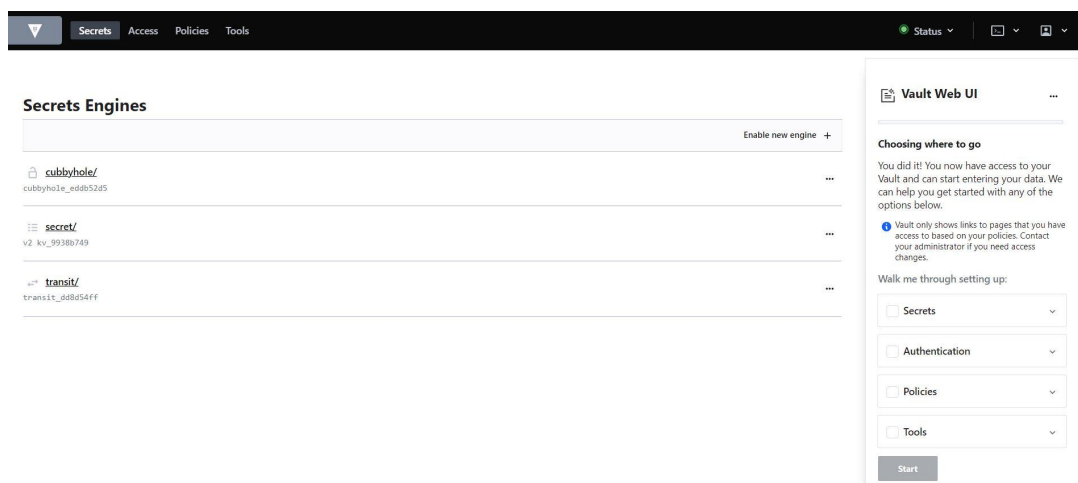 Secrets Access Policies Tools
Status
Secrets Engines
Enable new engine +
cubbyhole/
cubbyhole_eddb52d5
secret/
v2 kv_9938b749
transit/
transit_dd8d54ff
Vault Web UI
Choosing where to go
You did it! You now have access to your
Vault and can start entering your data. We
can help you get started with any of the
options below.
Vault only shows links to pages that you have
access to based on your policies. Contact
your administrator if you need access
changes.
Walk me through setting up:
Secrets
Authentication
Policies
Tools
Start